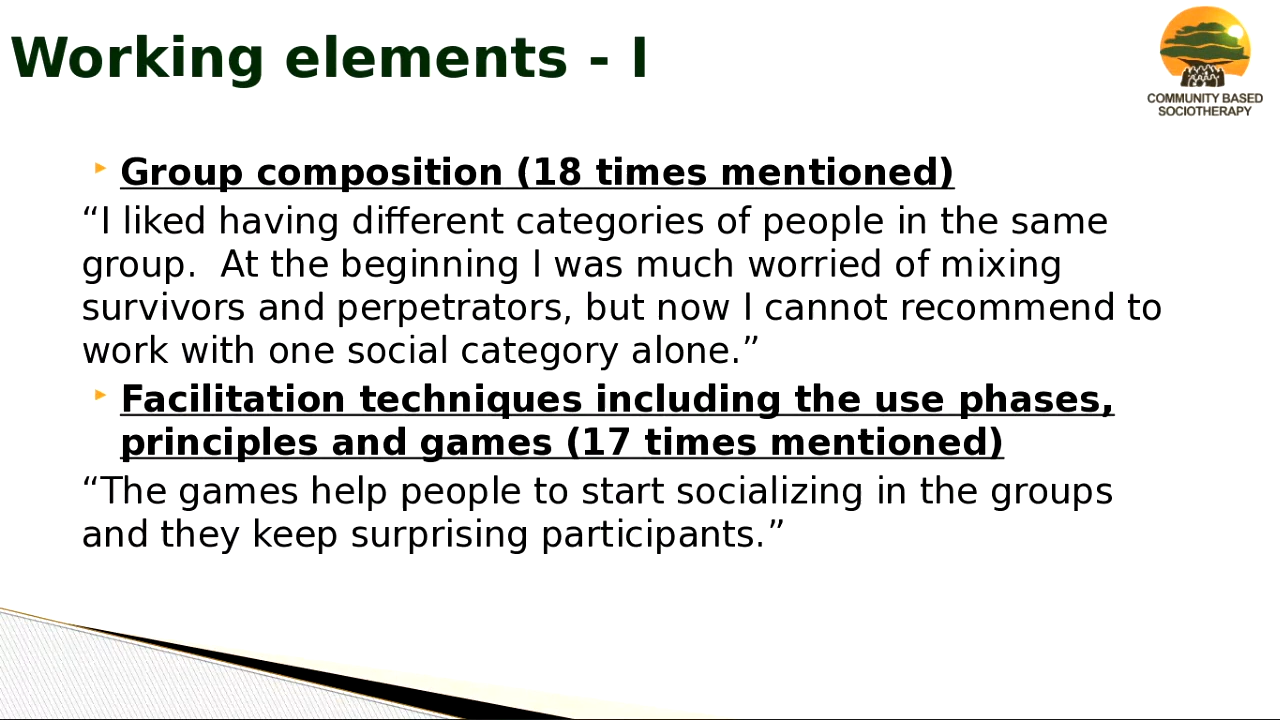 Working elements - I
COMMUNITY BASED
SOCIOTHERAPY
Group composition (18 times mentioned)
“I liked having different categories of people in the same
group.  At the beginning I was much worried of mixing
survivors and perpetrators, but now I cannot recommend to
work with one social category alone.”
Facilitation techniques including the use phases,
principles and games (17 times mentioned)
“The games help people to start socializing in the groups
and they keep surprising participants.”